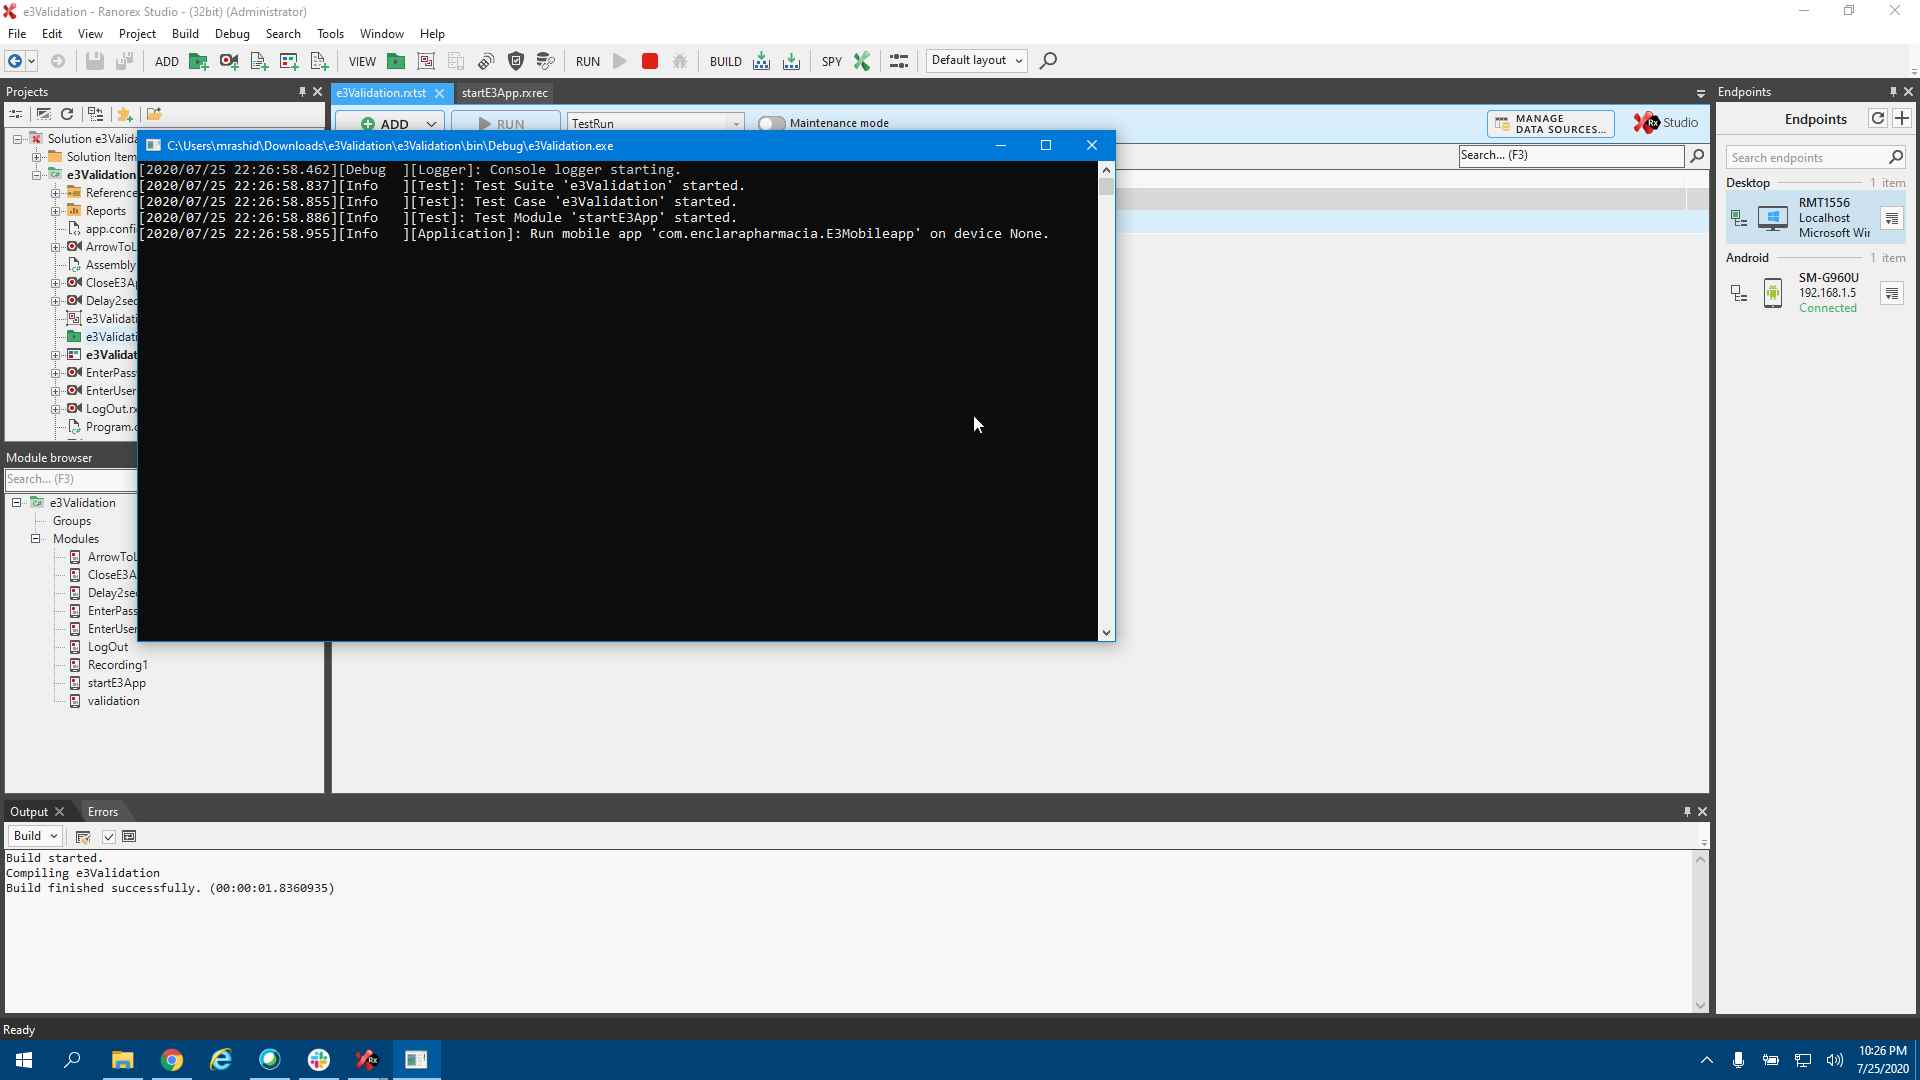 e3Validation - Ranorex Studio - (32bit) (Administrator)
File Edit View Project Build Debug Search Tools Window Help
ADD VIEW RUN BUILD SPY Default layout
Projects
e3Validation.rxtst startE3App.rxrec
Endpoints
ADD RUN TestRun Maintenance mode
MANAGE
DATA SOURCES...
Rx Studio
Endpoints
Solution e3Valida
Solution Item
e3Validation
Reference
Reports
app.confi
ArrowToL
Assembly
CloseE3Ap
Delay2sec
e3Validati
e3Validati
e3Validat
EnterPass
EnterUser
LogOut.rx
Program.c
C:\Users\mrashid\Downloads\e3Validation\e3Validation\bin\Debug\e3Validation.exe
[2020/07/25 22:26:58.462][Debug  ][Logger]: Console logger starting.
[2020/07/25 22:26:58.837][Info   ][Test]: Test Suite 'e3Validation' started.
[2020/07/25 22:26:58.855][Info   ][Test]: Test Case 'e3Validation' started.
[2020/07/25 22:26:58.886][Info   ][Test]: Test Module 'startE3App' started.
[2020/07/25 22:26:58.955][Info   ][Application]: Run mobile app 'com.enclarapharmacia.E3Mobileapp' on device None.
Search... (F3)
Search endpoints
Desktop 1 item
RMT1556
Localhost
Microsoft Wir
Android 1 item
SM-G960U
192.168.1.5
Connected
Module browser
Search... (F3)
e3Validation
Groups
Modules
ArrowToL
CloseE3A
Delay2sec
EnterPass
EnterUser
LogOut
Recording1
startE3App
validation
Output Errors
Build
Build started.
Compiling e3Validation
Build finished successfully. (00:00:01.8360935)
Ready
10:26 PM
7/25/2020